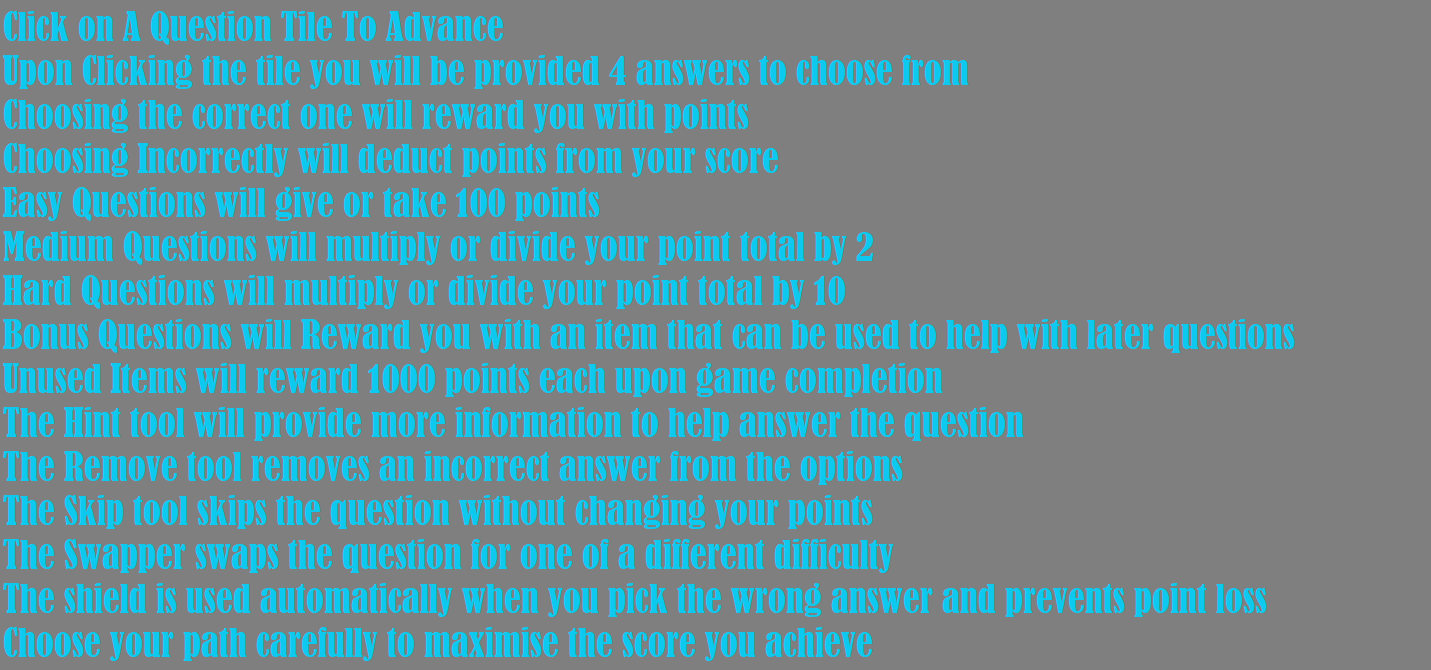 Click on A Question Tile To Advance
Upon Clicking the tile you will be provided 4 answers to choose from
Choosing the correct one will reward you with points
Choosing Incorrectly will deduct points from your score
Easy Questions will give or take 100 points
Medium Questions will multiply or divide your point total by 2
Hard Questions will multiply or divide your point total by 10
Bonus Questions will Reward you with an item that can be used to help with later questions
Unused Items will reward 1000 points each upon game completion
The Hint tool will provide more information to help answer the question
The Remove tool removes an incorrect answer from the options
The Skip tool skips the question without changing your points
The Swapper swaps the question for one of a different difficulty
The shield is used automatically when you pick the wrong answer and prevents point loss
Choose your path carefully to maximise the score you achieve